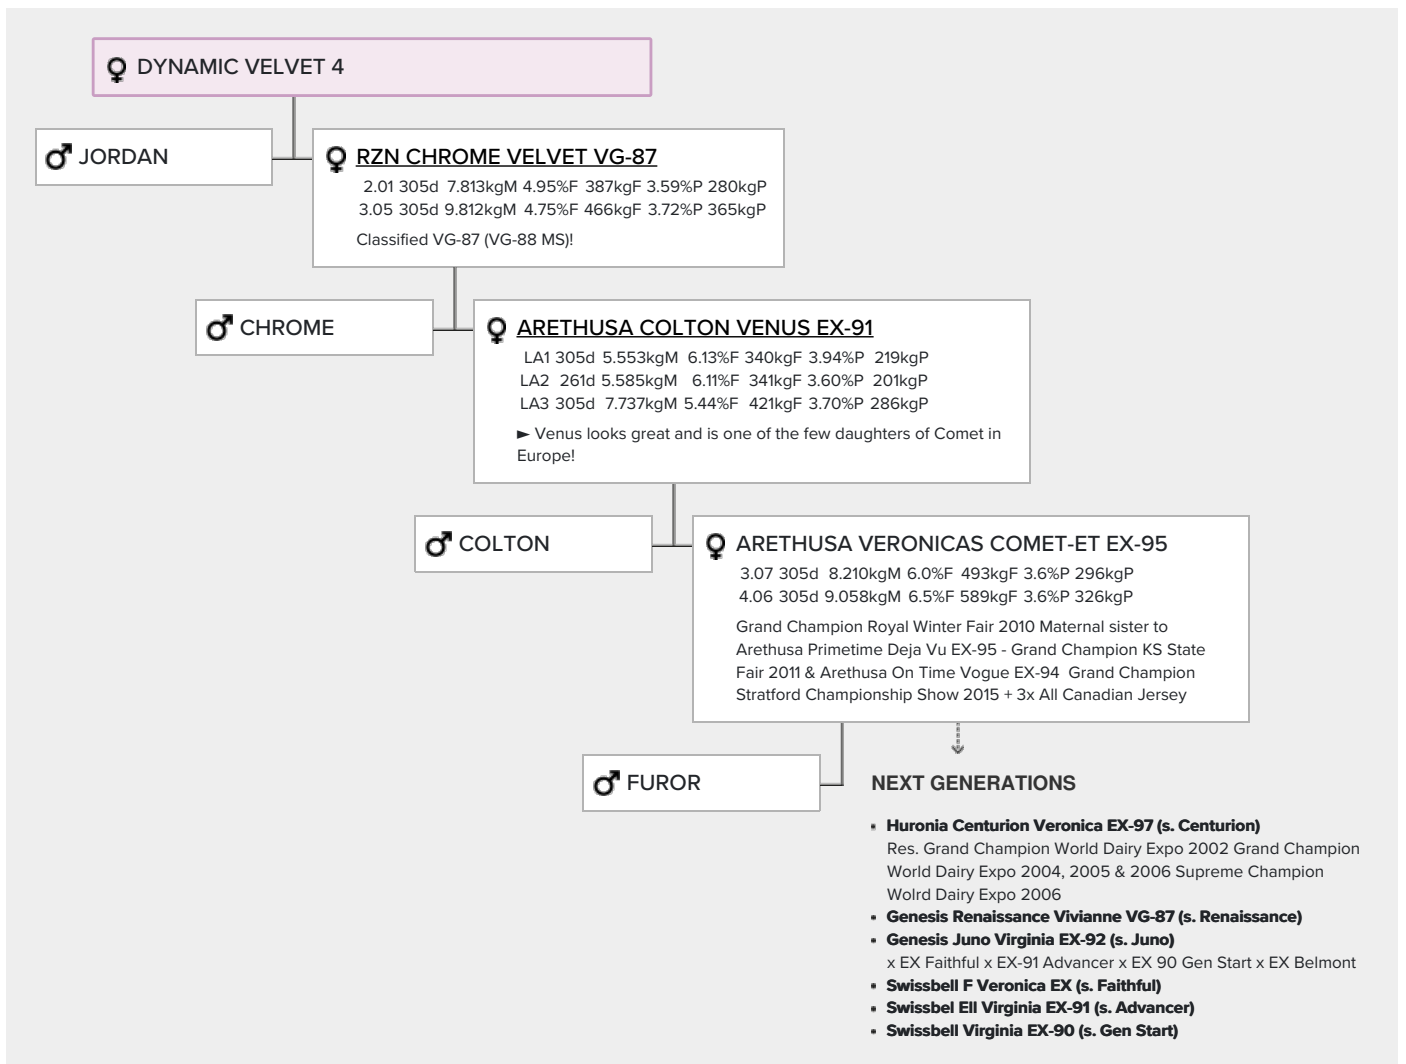 DYNAMIC VELVET 4
JORDAN
RZN CHROME VELVET VG-87
2.01 305d 7.813kgM 4.95%F 387kgF 3.59%P 280kgP
3.05 305d 9.812kgM 4.75%F 466kgF 3.72%P 365kgP
Classified VG-87 (VG-88 MS)!
CHROME
ARETHUSA COLTON VENUS EX-91
LA1 305d 5.553kgM 6.13%F 340kgF 3.94%P 219kgP
LA2 261d 5.585kgM 6.11%F 341kgF 3.60%P 201kgP
LA3 305d 7.737kgM 5.44%F 421kgF 3.70%P 286kgP
► Venus looks great and is one of the few daughters of Comet in
Europe!
COLTON
ARETHUSA VERONICAS COMET-ET EX-95
3.07 305d 8.210kgM 6.0%F 493kgF 3.6%P 296kgP
4.06 305d 9.058kgM 6.5%F 589kgF 3.6%P 326kgP
Grand Champion Royal Winter Fair 2010 Maternal sister to
Arethusa Primetime Deja Vu EX-95 - Grand Champion KS State
Fair 2011 & Arethusa On Time Vogue EX-94 Grand Champion
Stratford Championship Show 2015 + 3x All Canadian Jersey
FUROR
NEXT GENERATIONS
Huronia Centurion Veronica EX-97 (s. Centurion)
Res. Grand Champion World Dairy Expo 2002 Grand Champion
World Dairy Expo 2004, 2005 & 2006 Supreme Champion
Wolrd Dairy Expo 2006
Genesis Renaissance Vivianne VG-87 (s. Renaissance)
Genesis Juno Virginia EX-92 (s. Juno)
x EX Faithful x EX-91 Advancer x EX 90 Gen Start x EX Belmont
Swissbell F Veronica EX (s. Faithful)
Swissbel Ell Virginia EX-91 (s. Advancer)
Swissbell Virginia EX-90 (s. Gen Start)